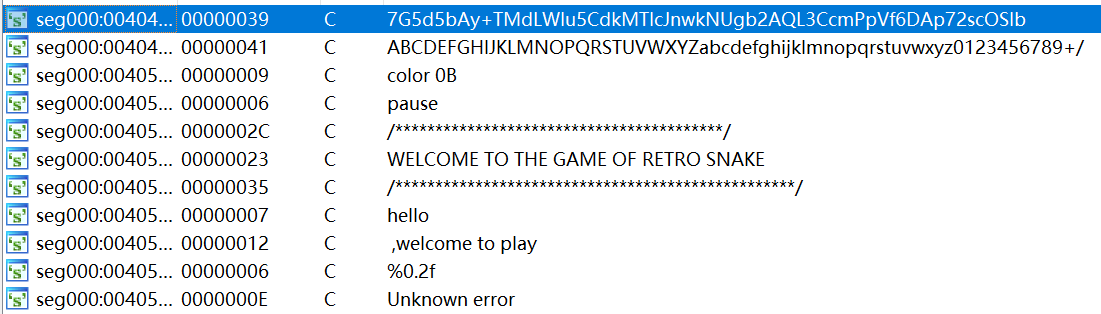 seg000:00404... 00000039 C 7G5d5bAy+TMdLWlu5CdkMTlcJnwkNUgb2AQL3CcmPpVf6DAp72scOSlb
seg000:00404... 00000041 C ABCDEFGHIJKLMNOPQRSTUVWXYZabcdefghijklmnopqrstuvwxyz0123456789+/
seg000:00405... 00000009 C color 0B
seg000:00405... 00000006 C pause
seg000:00405... 0000002C C /*****************************************/
seg000:00405... 00000023 C WELCOME TO THE GAME OF RETRO SNAKE
seg000:00405... 00000035 C /**************************************************/
seg000:00405... 00000007 C hello
seg000:00405... 00000012 C ,welcome to play
seg000:00405... 00000006 C %0.2f
seg000:00405... 0000000E C Unknown error